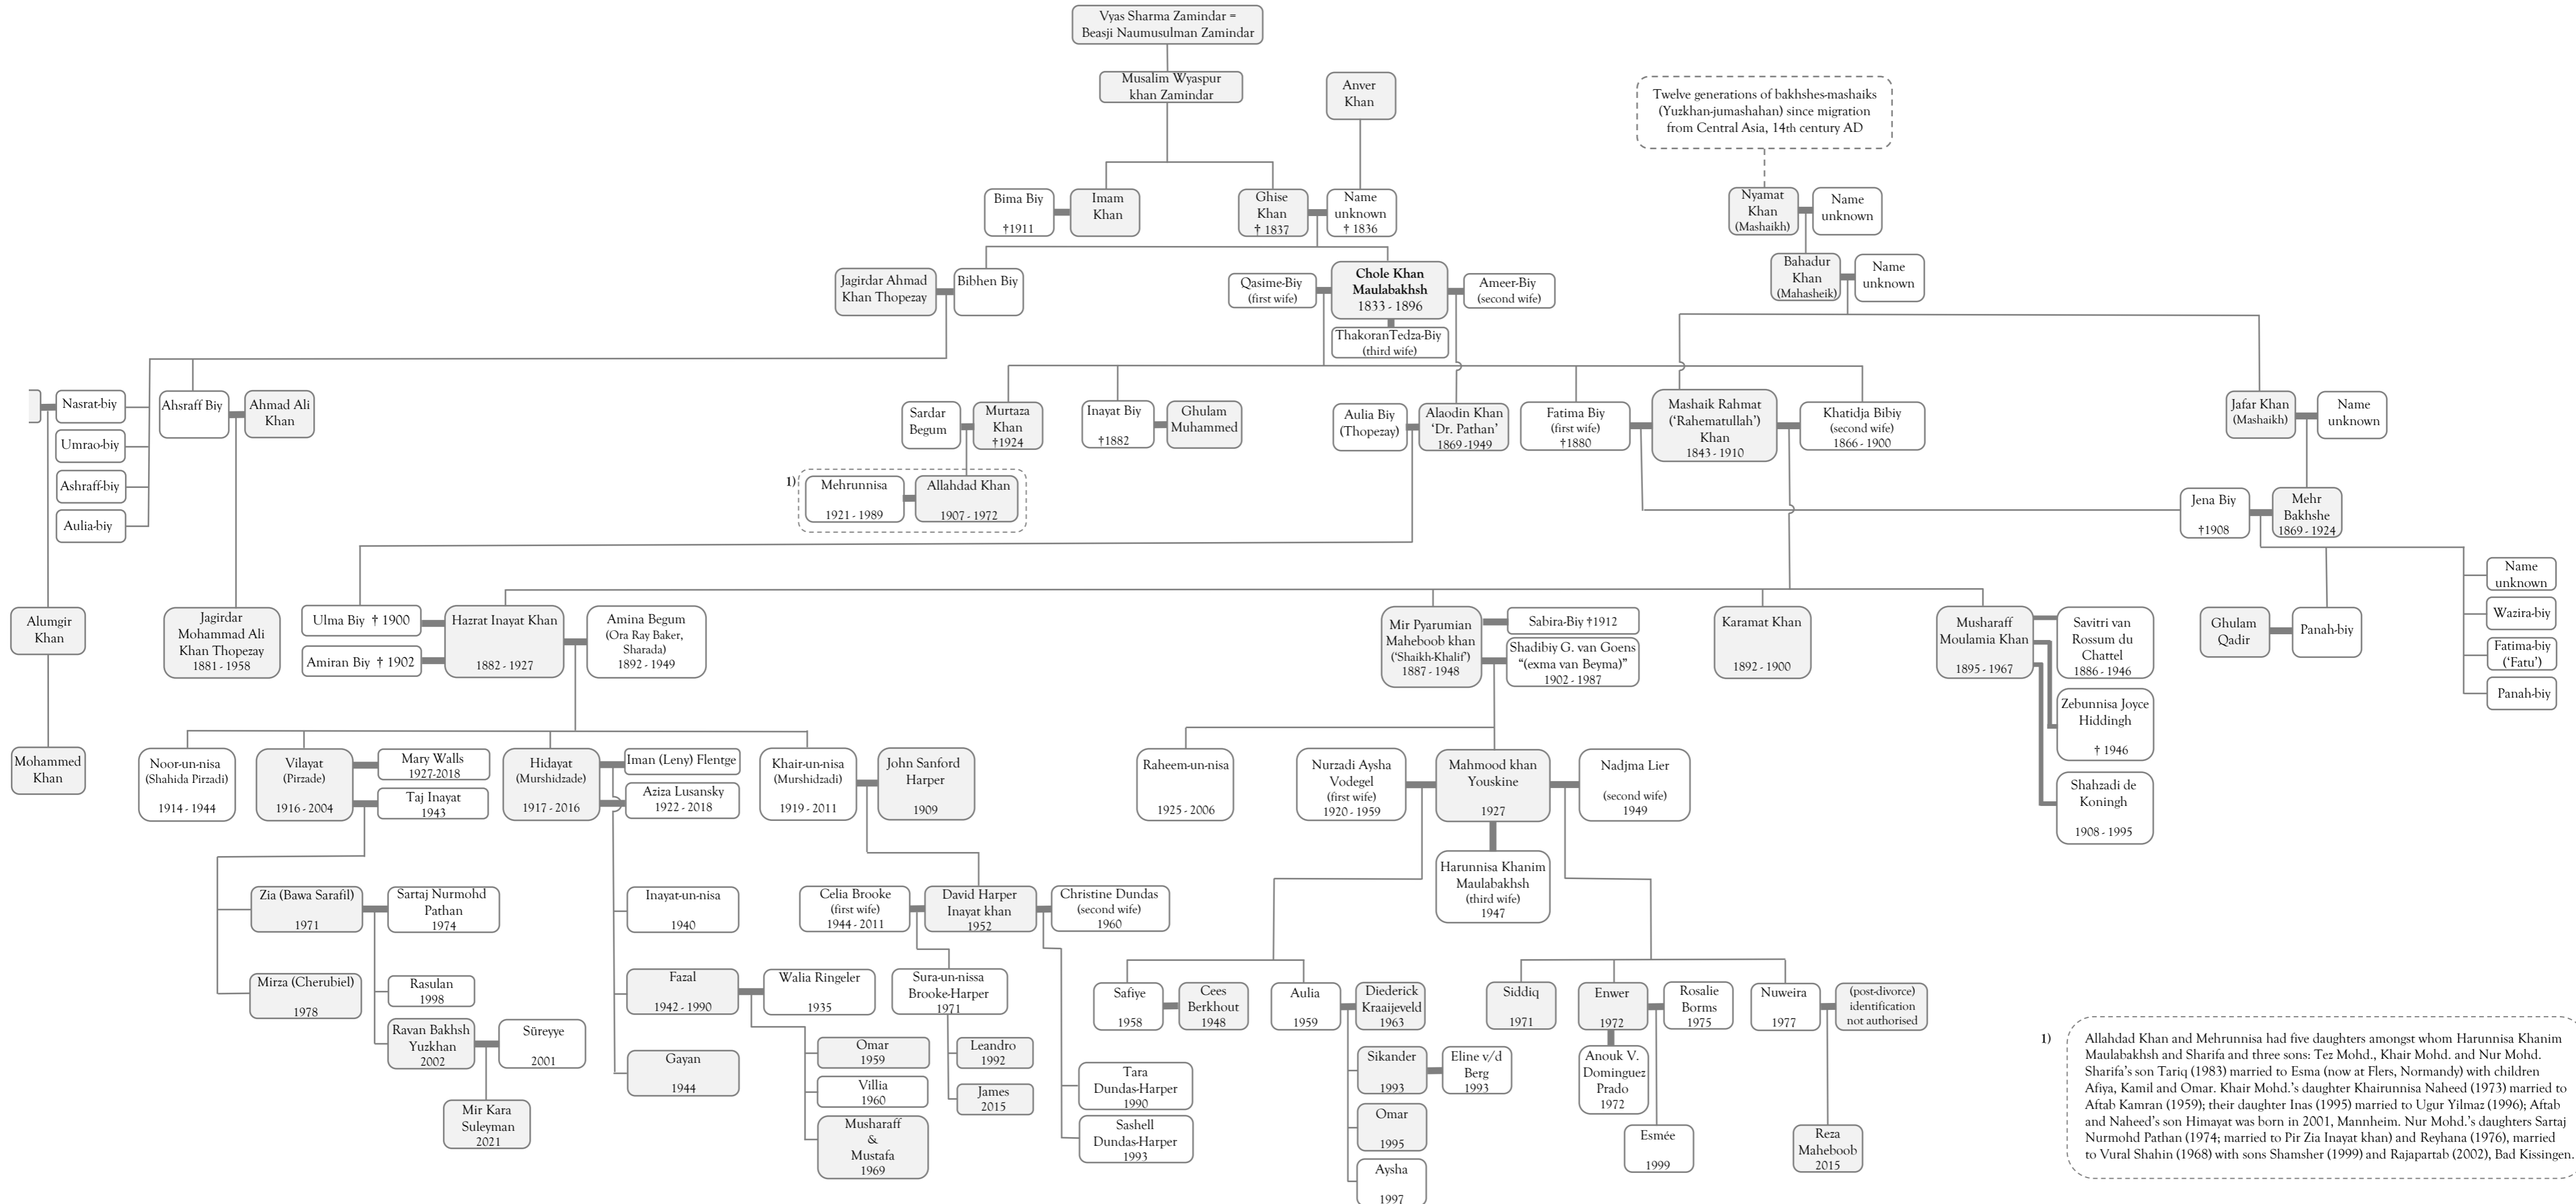 Vyas Sharma Zamindar =
Beasji Naumusulman Zamindar
Musalim Wyaspur
khan Zamindar
Anver
Khan
Twelve generations of bakhshes-mashaiks
(Yuzkhan-jumashahan) since migration
from Central Asia, 14th century AD
Bima Biy
†1911
Imam
Khan
Ghise
Khan
† 1837
Name
unknown
† 1836
Nyamat
Khan
(Mashaikh)
Name
unknown
Jagirdar Ahmad
Khan Thopezay
Bibhen Biy
Qasime-Biy
(first wife)
Chole Khan
Maulabakhsh
1833 - 1896
Ameer-Biy
(second wife)
ThakoranTedza-Biy
(third wife)
Bahadur
Khan
(Mahasheik)
Name
unknown
Nasrat-biy
Umrao-biy
Ashraff-biy
Aulia-biy
Ahsraff Biy
Ahmad Ali
Khan
Sardar
Begum
Murtaza
Khan
†1924
Inayat Biy
†1882
Ghulam
Muhammed
Aulia Biy
(Thopezay)
Alaodin Khan
‘Dr. Pathan’
1869 -1949
Fatima Biy
(first wife)
†1880
Mashaik Rahmat
(‘Rahematullah’)
Khan
1843 - 1910
Khatidja Bibiy
(second wife)
1866 - 1900
Jafar Khan
(Mashaikh)
Name
unknown
1)
Mehrunnisa
1921 - 1989
Allahdad Khan
1907 - 1972
Jena Biy
†1908
Mehr
Bakhshe
1869 - 1924
Name
unknown
Wazira-biy
Fatima-biy
(‘Fatu’)
Panah-biy
Alumgir
Khan
Jagirdar
Mohammad Ali
Khan Thopezay
1881 - 1958
Ulma Biy † 1900
Amiran Biy † 1902
Hazrat Inayat Khan
1882 - 1927
Amina Begum
(Ora Ray Baker,
Sharada)
1892 - 1949
Mir Pyarumian
Maheboob khan
(‘Shaikh-Khalif’)
1887 - 1948
Sabira-Biy †1912
Shadibiy G. van Goens
“(exma van Beyma)”
1902 - 1987
Karamat Khan
1892 - 1900
Musharaff
Moulamia Khan
1895 - 1967
Savitri van
Rossum du
Chattel
1886 - 1946
Zebunnisa Joyce
Hiddingh
† 1946
Shahzadi de
Koningh
1908 - 1995
Ghulam
Qadir
Panah-biy
Mohammed
Khan
Noor-un-nisa
(Shahida Pirzadi)
1914 - 1944
Vilayat
(Pirzade)
1916 - 2004
Mary Walls
1927-2018
Taj Inayat
1943
Hidayat
(Murshidzade)
1917 - 2016
Iman (Leny) Flentge
Aziza Lusansky
1922 - 2018
Khair-un-nisa
(Murshidzadi)
1919 - 2011
John Sanford
Harper
1909
Raheem-un-nisa
1925 - 2006
Nurzadi Aysha
Vodegel
(first wife)
1920 - 1959
Mahmood khan
Youskine
1927
Nadjma Lier
(second wife)
1949
Harunnisa Khanim
Maulabakhsh
(third wife)
1947
Zia (Bawa Sarafil)
1971
Sartaj Nurmohd
Pathan
1974
Inayat-un-nisa
1940
Celia Brooke
(first wife)
1944 - 2011
David Harper
Inayat khan
1952
Christine Dundas
(second wife)
1960
Mirza (Cherubiel)
1978
Rasulan
1998
Ravan Bakhsh
Yuzkhan
2002
Süreyye
2001
Mir Kara
Suleyman
2021
Fazal
1942 - 1990
Walia Ringeler
1935
Gayan
1944
Omar
1959
Villia
1960
Musharaff
&
Mustafa
1969
Sura-un-nissa
Brooke-Harper
1971
Leandro
1992
James
2015
Tara
Dundas-Harper
1990
Sashell
Dundas-Harper
1993
Safiye
1958
Cees
Berkhout
1948
Aulia
1959
Diederick
Kraaijeveld
1963
Sikander
1993
Eline v/d
Berg
1993
Omar
1995
Aysha
1997
Siddiq
1971
Enwer
1972
Rosalie
Borms
1975
Anouk V.
Dominguez
Prado
1972
Esmée
1999
Nuweira
1977
(post-divorce)
identification
not authorised
Reza
Maheboob
2015
1)
Allahdad Khan and Mehrunnisa had five daughters amongst whom Harunnisa Khanim
Maulabakhsh and Sharifa and three sons: Tez Mohd., Khair Mohd. and Nur Mohd.
Sharifa’s son Tariq (1983) married to Esma (now at Flers, Normandy) with children
Afiya, Kamil and Omar. Khair Mohd.’s daughter Khairunnisa Naheed (1973) married to
Aftab Kamran (1959); their daughter Inas (1995) married to Ugur Yilmaz (1996); Aftab
and Naheed’s son Himayat was born in 2001, Mannheim. Nur Mohd.’s daughters Sartaj
Nurmohd Pathan (1974; married to Pir Zia Inayat khan) and Reyhana (1976), married
to Vural Shahin (1968) with sons Shamsher (1999) and Rajapartab (2002), Bad Kissingen.